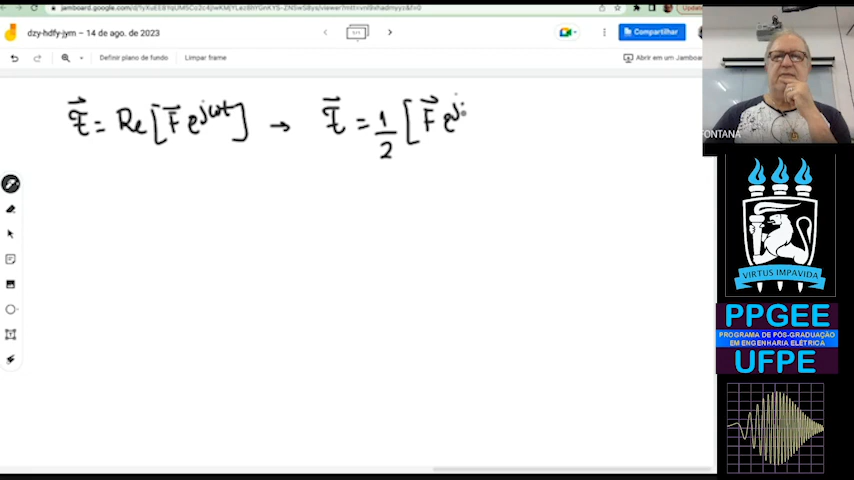 jamboard.google.com
dzy-hdfy-jym – 14 de ago. de 2023
1/1
Compartilhar
Definir plano de fundo
Limpar frame
Abrir em um Jamboard
ℱ⃗ = Re[F⃗ e^{jωt}] → ℱ⃗ = 1/2 [F⃗ e^{j
FONTANA
VIRTUS IMPAVIDA
PPGEE
PROGRAMA DE PÓS-GRADUAÇÃO
EM ENGENHARIA ELÉTRICA
UFPE